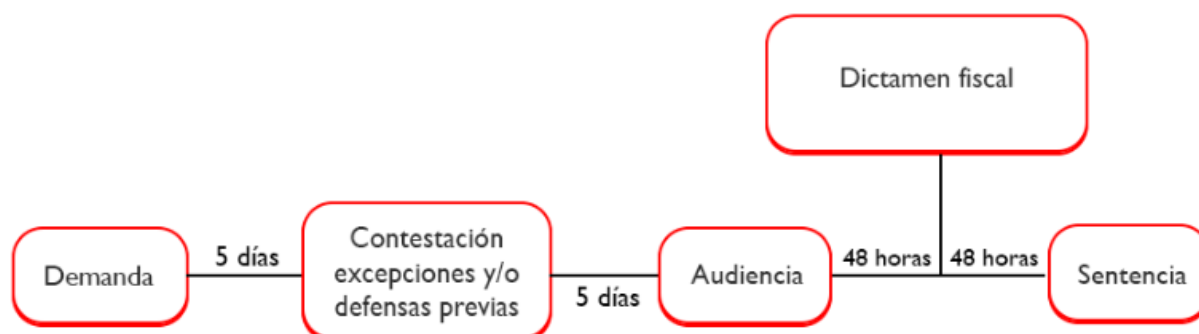 Dictamen fiscal
Demanda
5 días
Contestación
excepciones y/o
defensas previas
5 días
Audiencia
48 horas
48 horas
Sentencia